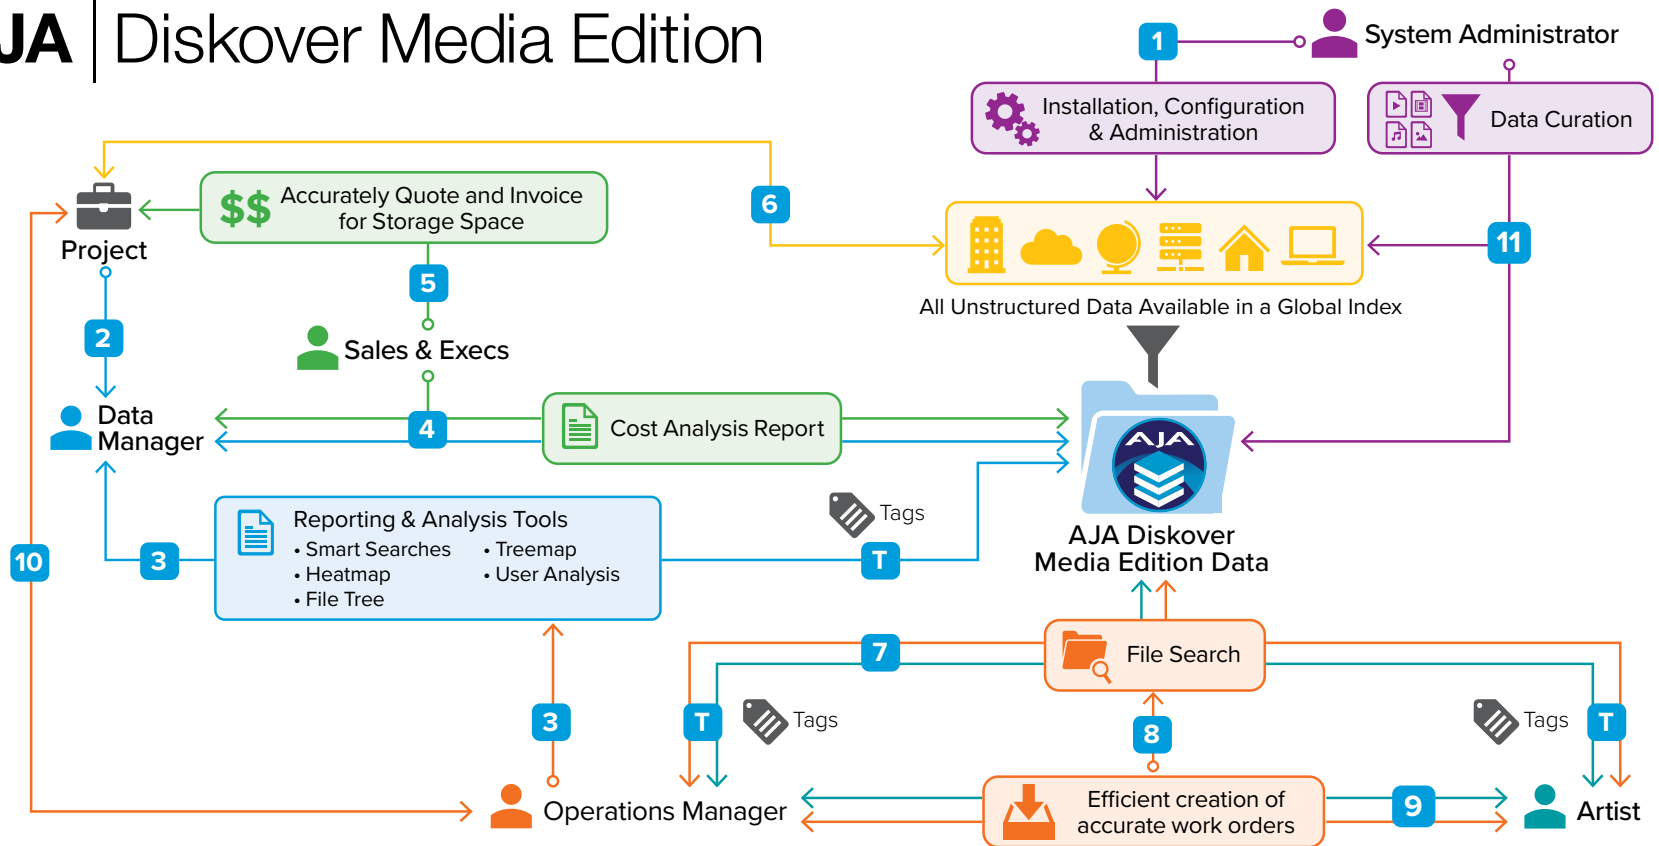 JA | Diskover Media Edition
1
System Administrator
Installation, Configuration
& Administration
Data Curation
$$
Accurately Quote and Invoice
for Storage Space
6
Project
11
5
All Unstructured Data Available in a Global Index
2
Sales & Execs
Data
Manager
4
Cost Analysis Report
AJA
Tags
Reporting & Analysis Tools
• Smart Searches
• Heatmap
• File Tree
• Treemap
• User Analysis
10
3
T
AJA Diskover
Media Edition Data
7
File Search
3
T
Tags
8
Tags
T
Operations Manager
Efficient creation of
accurate work orders
9
Artist